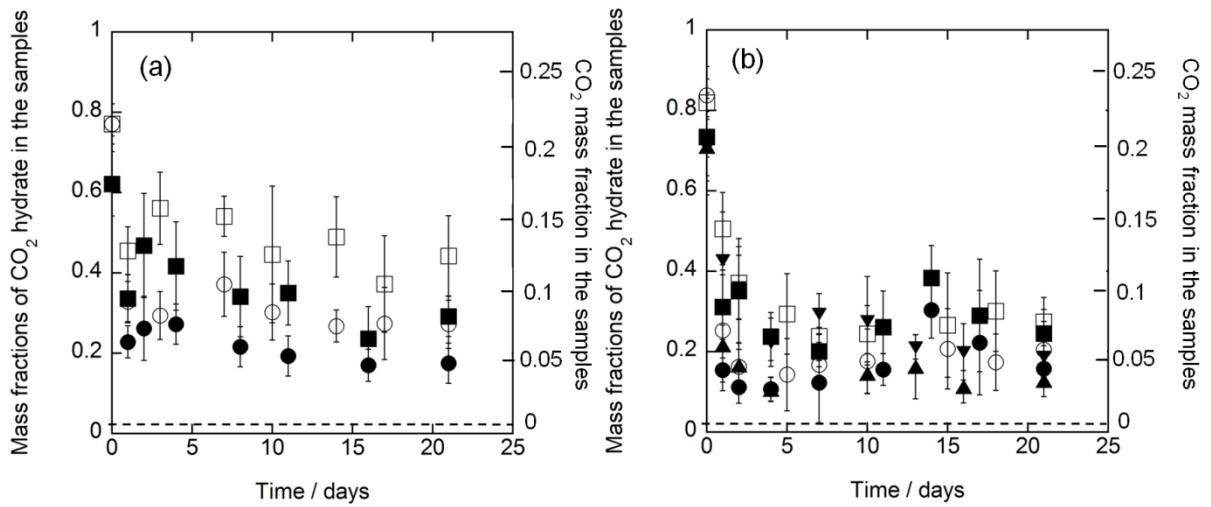 (a)
Mass fractions of CO₂ hydrate in the samples
1
0.8
0.6
0.4
0.2
0
0.25
0.2
0.15
0.1
0.05
0
CO₂ mass fraction in the samples
0 5 10 15 20 25
Time / days
(b)
Mass fractions of CO₂ hydrate in the samples
1
0.8
0.6
0.4
0.2
0
0.25
0.2
0.15
0.1
0.05
0
CO₂ mass fraction in the samples
0 5 10 15 20 25
Time / days